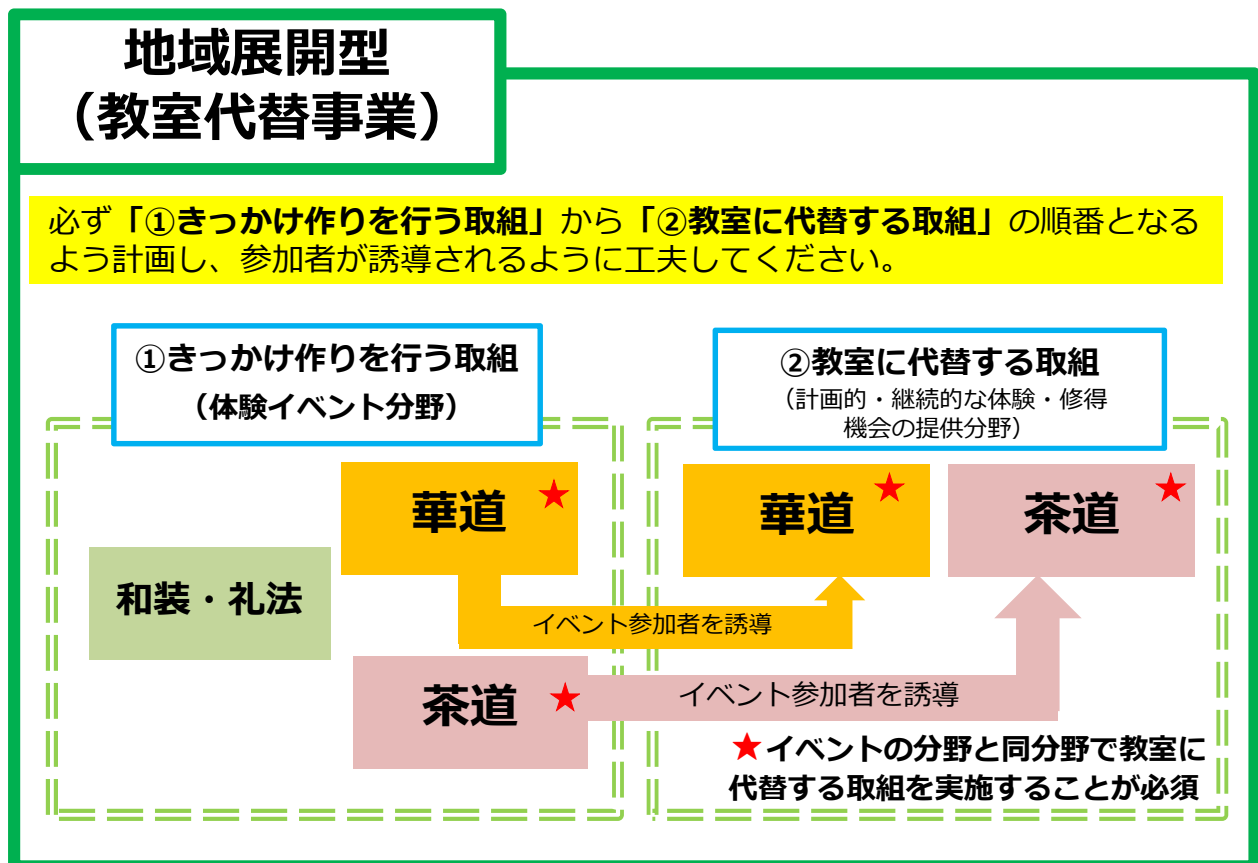 地域展開型
（教室代替事業）
必ず「①きっかけ作りを行う取組」から「②教室に代替する取組」の順番となる
よう計画し、参加者が誘導されるように工夫してください。
①きっかけ作りを行う取組
（体験イベント分野）
②教室に代替する取組
（計画的・継続的な体験・修得
機会の提供分野）
華道 ★
和装・礼法
茶道 ★
華道 ★
茶道 ★
イベント参加者を誘導
イベント参加者を誘導
★イベントの分野と同分野で教室に
代替する取組を実施することが必須